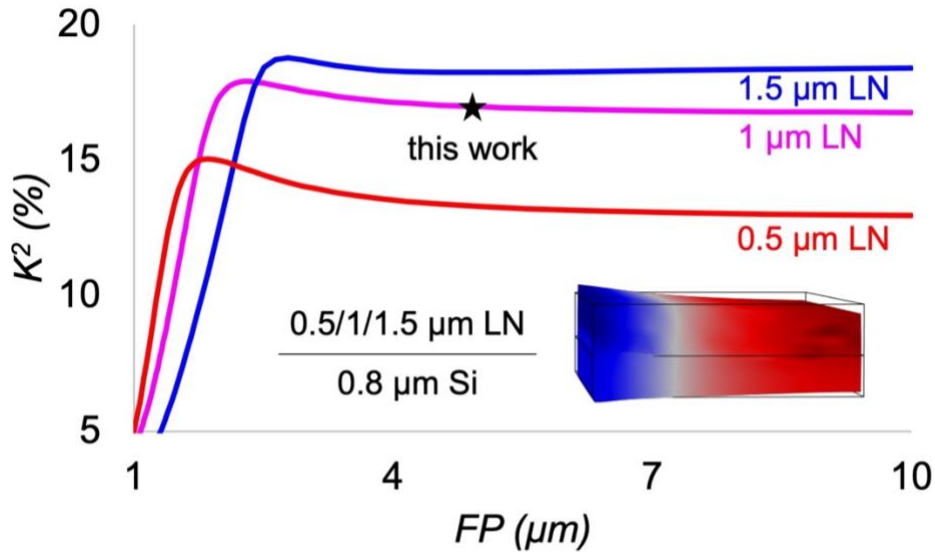 20
15
10
5
K² (%)
1.5 µm LN
1 µm LN
this work
0.5 µm LN
0.5/1/1.5 µm LN
0.8 µm Si
1 4 7 10
FP (µm)